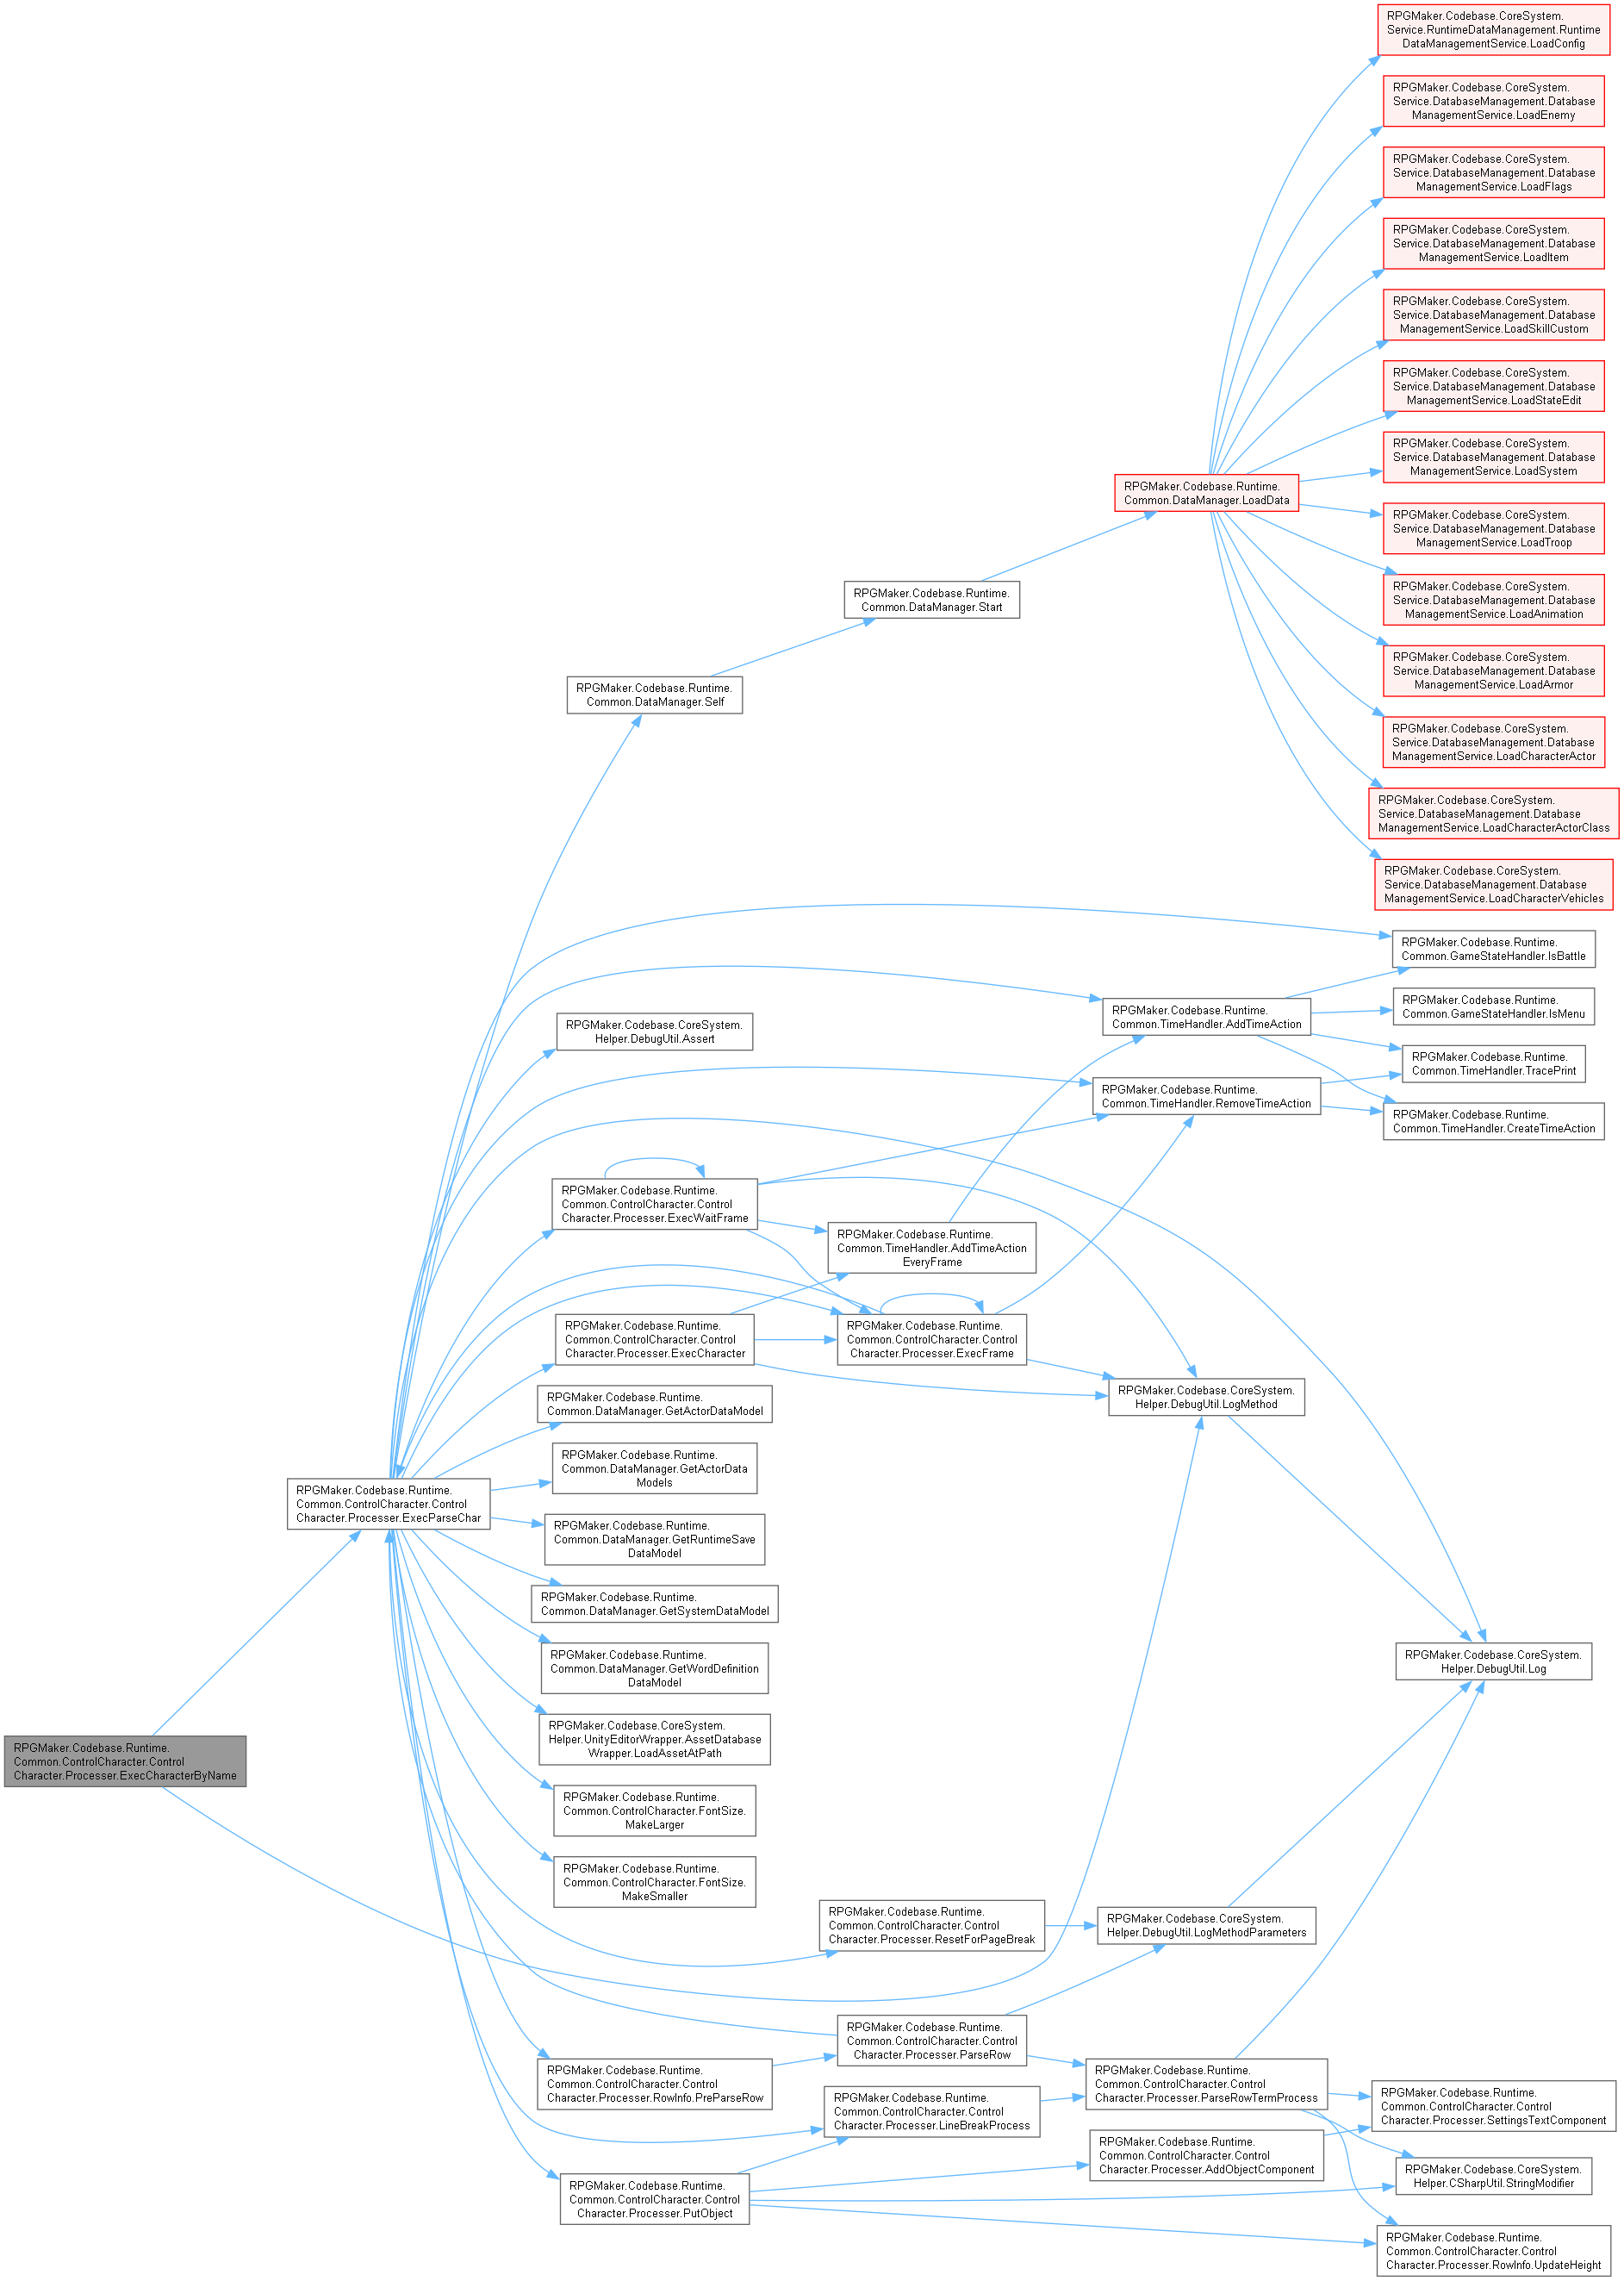 RPGMaker.Codebase.CoreSystem.
Service.RuntimeDataManagement.Runtime
DataManagementService.LoadConfig
RPGMaker.Codebase.CoreSystem.
Service.DatabaseManagement.Database
ManagementService.LoadEnemy
RPGMaker.Codebase.CoreSystem.
Service.DatabaseManagement.Database
ManagementService.LoadFlags
RPGMaker.Codebase.CoreSystem.
Service.DatabaseManagement.Database
ManagementService.LoadItem
RPGMaker.Codebase.CoreSystem.
Service.DatabaseManagement.Database
ManagementService.LoadSkillCustom
RPGMaker.Codebase.CoreSystem.
Service.DatabaseManagement.Database
ManagementService.LoadStateEdit
RPGMaker.Codebase.CoreSystem.
Service.DatabaseManagement.Database
ManagementService.LoadSystem
RPGMaker.Codebase.Runtime.
Common.DataManager.LoadData
RPGMaker.Codebase.CoreSystem.
Service.DatabaseManagement.Database
ManagementService.LoadTroop
RPGMaker.Codebase.Runtime.
Common.DataManager.Start
RPGMaker.Codebase.CoreSystem.
Service.DatabaseManagement.Database
ManagementService.LoadAnimation
RPGMaker.Codebase.CoreSystem.
Service.DatabaseManagement.Database
ManagementService.LoadArmor
RPGMaker.Codebase.Runtime.
Common.DataManager.Self
RPGMaker.Codebase.CoreSystem.
Service.DatabaseManagement.Database
ManagementService.LoadCharacterActor
RPGMaker.Codebase.CoreSystem.
Service.DatabaseManagement.Database
ManagementService.LoadCharacterActorClass
RPGMaker.Codebase.CoreSystem.
Service.DatabaseManagement.Database
ManagementService.LoadCharacterVehicles
RPGMaker.Codebase.Runtime.
Common.GameStateHandler.IsBattle
RPGMaker.Codebase.Runtime.
Common.GameStateHandler.IsMenu
RPGMaker.Codebase.Runtime.
Common.TimeHandler.AddTimeAction
RPGMaker.Codebase.CoreSystem.
Helper.DebugUtil.Assert
RPGMaker.Codebase.Runtime.
Common.TimeHandler.TracePrint
RPGMaker.Codebase.Runtime.
Common.TimeHandler.RemoveTimeAction
RPGMaker.Codebase.Runtime.
Common.TimeHandler.CreateTimeAction
RPGMaker.Codebase.Runtime.
Common.ControlCharacter.Control
Character.Processer.ExecWaitFrame
RPGMaker.Codebase.Runtime.
Common.TimeHandler.AddTimeAction
EveryFrame
RPGMaker.Codebase.Runtime.
Common.ControlCharacter.Control
Character.Processer.ExecCharacter
RPGMaker.Codebase.Runtime.
Common.ControlCharacter.Control
Character.Processer.ExecFrame
RPGMaker.Codebase.CoreSystem.
Helper.DebugUtil.LogMethod
RPGMaker.Codebase.Runtime.
Common.DataManager.GetActorDataModel
RPGMaker.Codebase.Runtime.
Common.DataManager.GetActorData
Models
RPGMaker.Codebase.Runtime.
Common.ControlCharacter.Control
Character.Processer.ExecParseChar
RPGMaker.Codebase.Runtime.
Common.DataManager.GetRuntimeSave
DataModel
RPGMaker.Codebase.Runtime.
Common.DataManager.GetSystemDataModel
RPGMaker.Codebase.Runtime.
Common.DataManager.GetWordDefinition
DataModel
RPGMaker.Codebase.CoreSystem.
Helper.DebugUtil.Log
RPGMaker.Codebase.CoreSystem.
Helper.UnityEditorWrapper.AssetDatabase
Wrapper.LoadAssetAtPath
RPGMaker.Codebase.Runtime.
Common.ControlCharacter.Control
Character.Processer.ExecCharacterByName
RPGMaker.Codebase.Runtime.
Common.ControlCharacter.FontSize.
MakeLarger
RPGMaker.Codebase.Runtime.
Common.ControlCharacter.FontSize.
MakeSmaller
RPGMaker.Codebase.Runtime.
Common.ControlCharacter.Control
Character.Processer.ResetForPageBreak
RPGMaker.Codebase.CoreSystem.
Helper.DebugUtil.LogMethodParameters
RPGMaker.Codebase.Runtime.
Common.ControlCharacter.Control
Character.Processer.ParseRow
RPGMaker.Codebase.Runtime.
Common.ControlCharacter.Control
Character.Processer.RowInfo.PreParseRow
RPGMaker.Codebase.Runtime.
Common.ControlCharacter.Control
Character.Processer.ParseRowTermProcess
RPGMaker.Codebase.Runtime.
Common.ControlCharacter.Control
Character.Processer.LineBreakProcess
RPGMaker.Codebase.Runtime.
Common.ControlCharacter.Control
Character.Processer.SettingsTextComponent
RPGMaker.Codebase.Runtime.
Common.ControlCharacter.Control
Character.Processer.AddObjectComponent
RPGMaker.Codebase.CoreSystem.
Helper.CSharpUtil.StringModifier
RPGMaker.Codebase.Runtime.
Common.ControlCharacter.Control
Character.Processer.PutObject
RPGMaker.Codebase.Runtime.
Common.ControlCharacter.Control
Character.Processer.RowInfo.UpdateHeight